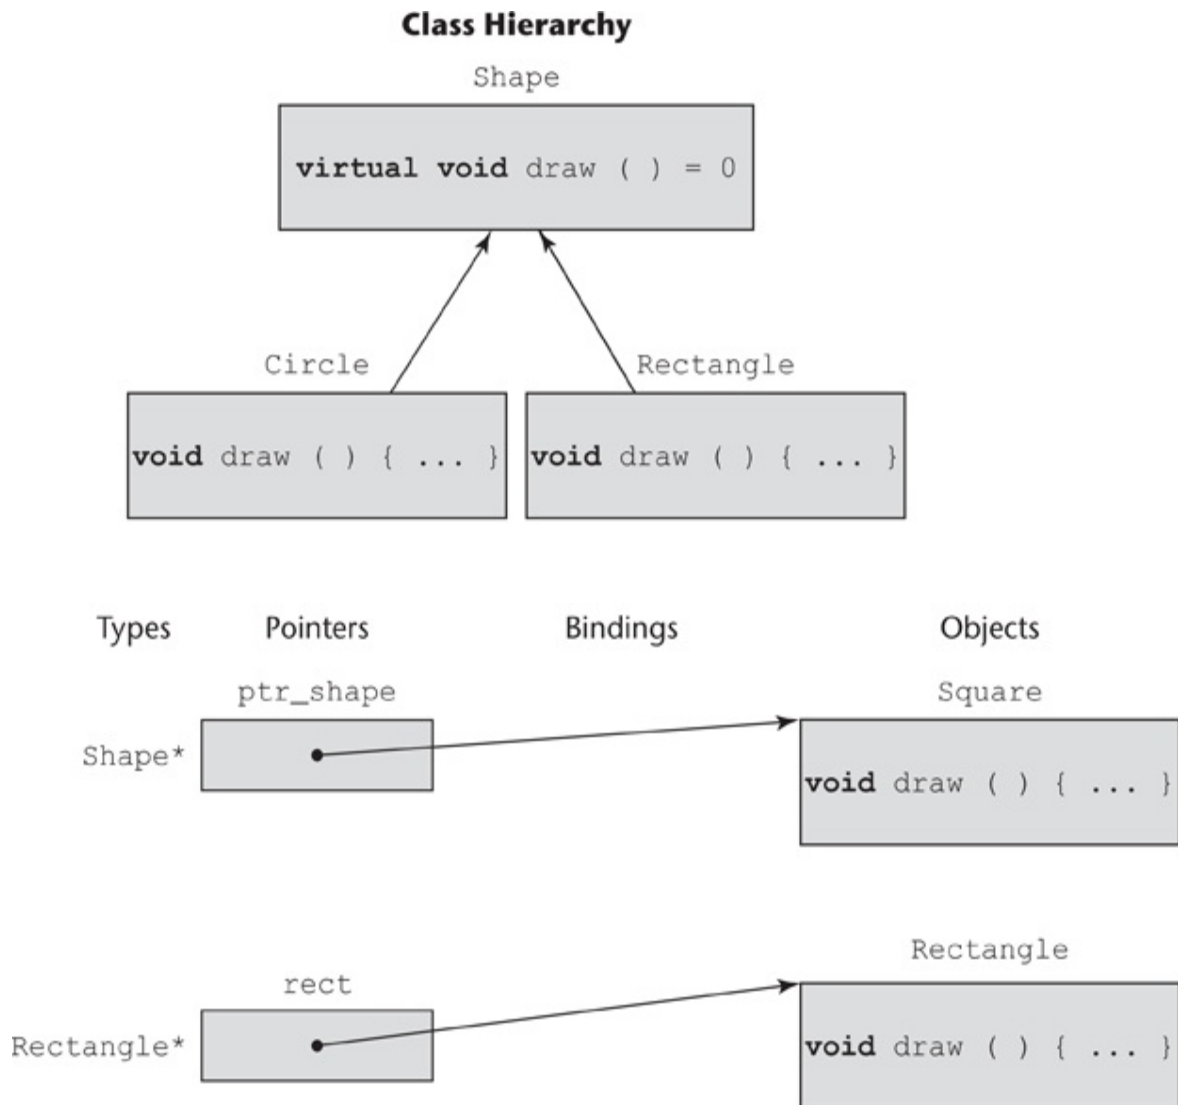 Class Hierarchy
Shape
virtual void draw ( ) = 0
Circle
Rectangle
void draw ( ) { ... }
void draw ( ) { ... }
Types Pointers Bindings Objects
ptr_shape
Square
Shape*
void draw ( ) { ... }
rect
Rectangle
Rectangle*
void draw ( ) { ... }